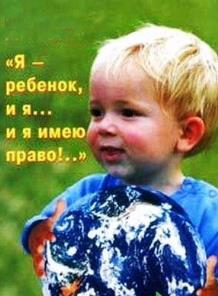 «Я –
ребенок,
и я...
и я имею
право!..»